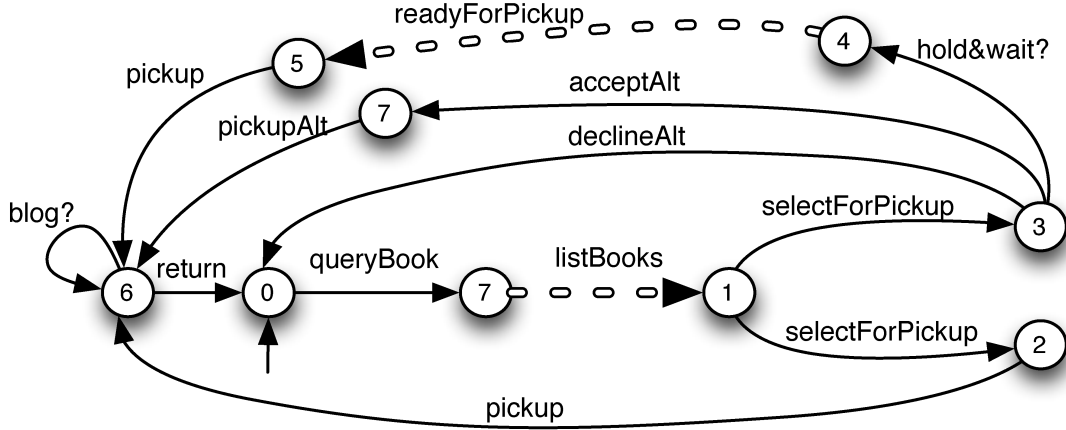 readyForPickup
4
hold&wait?
5
pickup
acceptAlt
7
pickupAlt
declineAlt
blog?
selectForPickup
3
return
queryBook
listBooks
6
0
7
1
selectForPickup
2
pickup